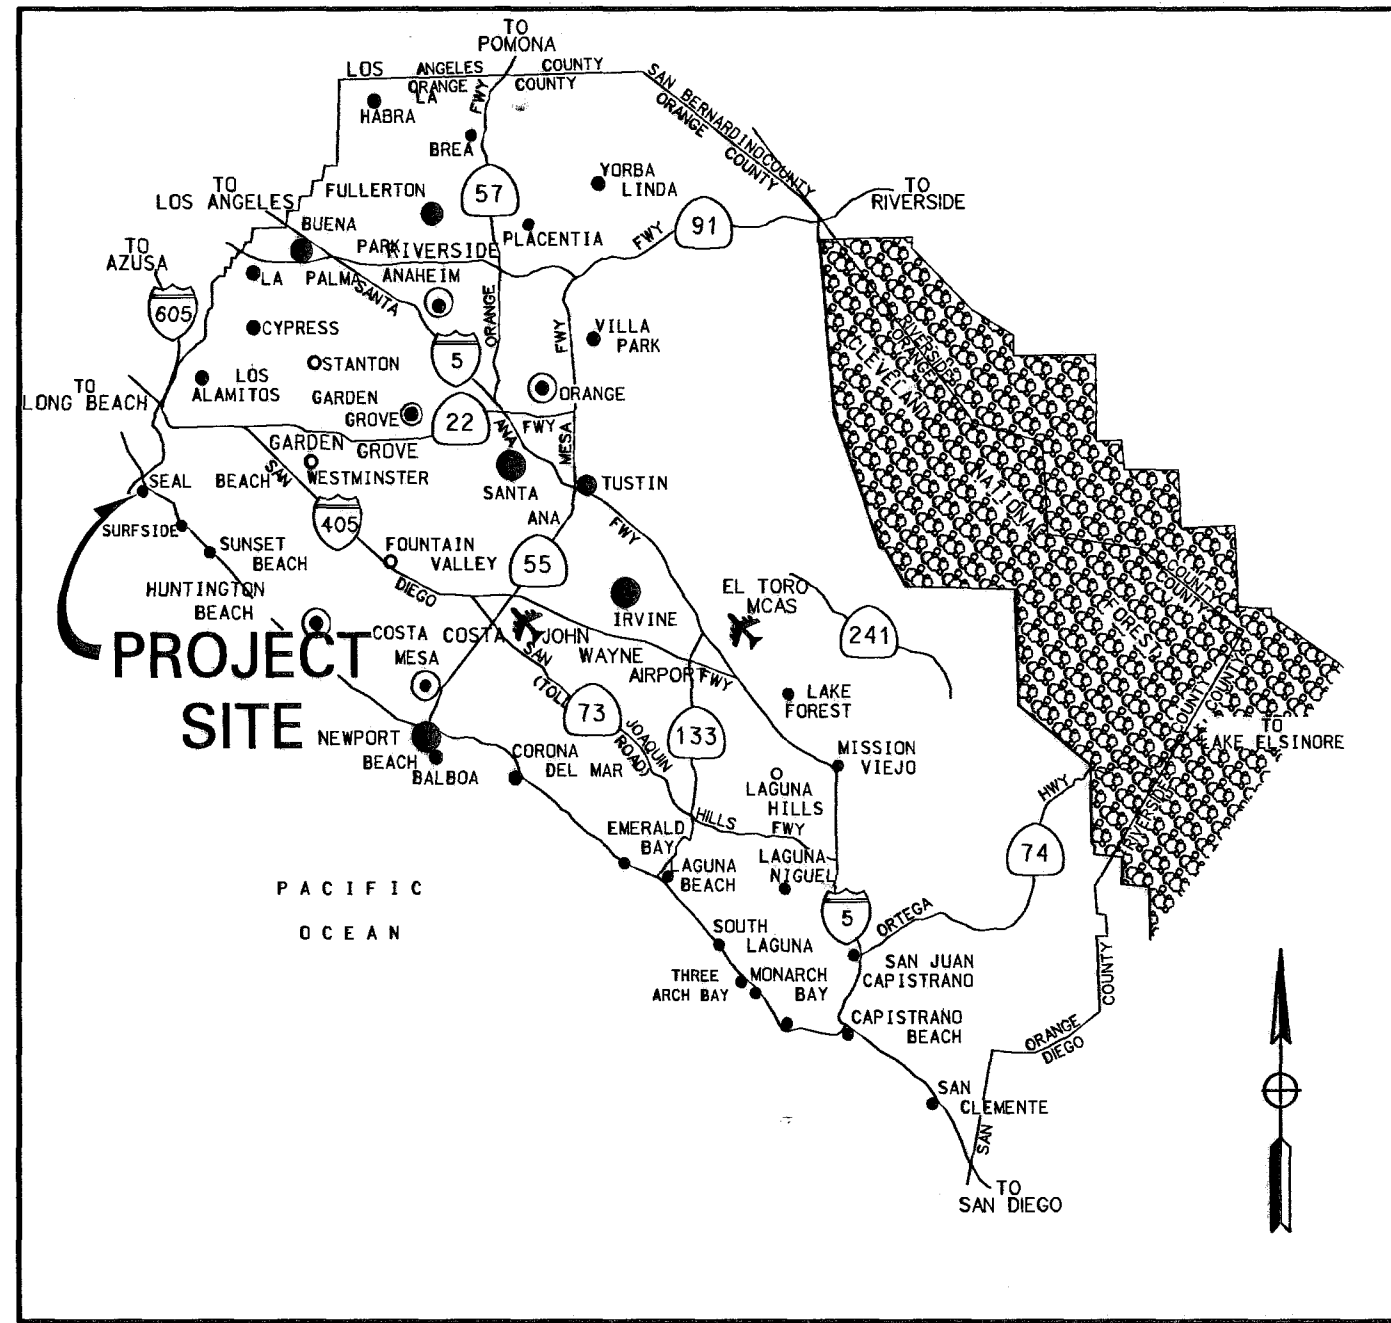 TO
POMONA
LOS ANGELES COUNTY
ORANGE COUNTY
LA
HABRA
FWY
BREA
SAN BERNARDINO COUNTY
ORANGE COUNTY
TO
LOS ANGELES
FULLERTON
57
YORBA
LINDA
TO
RIVERSIDE
BUENA
PARK
PLACENTIA
RIVERSIDE
FWY
91
TO
AZUSA
LA PALMA
ANAHEIM
SANTA
605
CYPRESS
ORANGE
FWY
VILLA
PARK
RIVERSIDE
ORANGE
5
STANTON
CLEVELAND
LOS
ALAMITOS
TO
LONG BEACH
GARDEN
GROVE
ORANGE
22
ANA
FWY
GARDEN GROVE
MESA
SAN
WESTMINSTER
SEAL BEACH
SANTA
ANA
TUSTIN
NATIONAL
SURFSIDE
405
FWY
SUNSET
BEACH
FOUNTAIN
VALLEY
55
COUNTY
COUNTY
HUNTINGTON
BEACH
DIEGO
IRVINE
EL TORO
MCAS
FOREST
241
PROJECT
SITE
COSTA
MESA
COSTA
JOHN
WAYNE
AIRPORT
SAN
(TOLL
FWY
LAKE
FOREST
COUNTY
COUNTY
73
JOAQUIN
ROAD)
133
NEWPORT
BEACH
BALBOA
CORONA
DEL MAR
MISSION
VIEJO
TO
LAKE ELSINORE
LAGUNA
HILLS
HWY
RIVERSIDE
EMERALD
BAY
HILLS
FWY
74
LAGUNA
BEACH
LAGUNA
NIGUEL
PACIFIC
OCEAN
5
ORTEGA
SOUTH
LAGUNA
SAN JUAN
CAPISTRANO
THREE
ARCH BAY
MONARCH
BAY
COUNTY
CAPISTRANO
BEACH
ORANGE
DIEGO
SAN
CLEMENTE
SAN
TO
SAN DIEGO